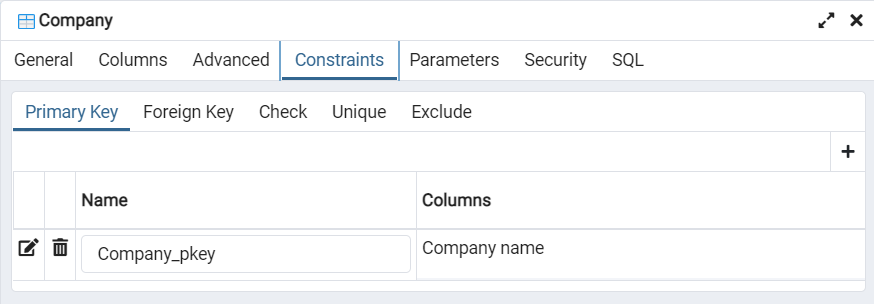 Company
General Columns Advanced Constraints Parameters Security SQL
Primary Key Foreign Key Check Unique Exclude
Name Columns
Company_pkey Company name